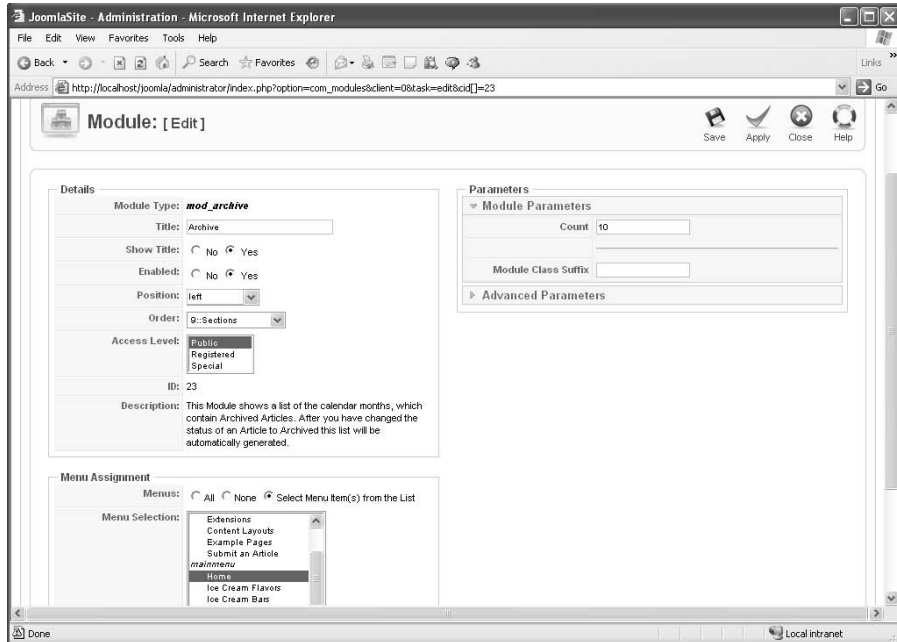 JoomlaSite - Administration - Microsoft Internet Explorer
File Edit View Favorites Tools Help
Back Search Favorites Links »
Address http://localhost/joomla/administrator/index.php?option=com_modules&client=0&task=edit&cid[]=23 Go
Module: [ Edit ]
Save Apply Close Help
Details
Module Type: mod_archive
Title: Archive
Show Title: No Yes
Enabled: No Yes
Position: left
Order: 9::Sections
Access Level: Public
Registered
Special
ID: 23
Description: This Module shows a list of the calendar months, which
contain Archived Articles. After you have changed the
status of an Article to Archived this list will be
automatically generated.
Parameters
Module Parameters
Count 10
Module Class Suffix
Advanced Parameters
Menu Assignment
Menus: All None Select Menu Item(s) from the List
Menu Selection: Extensions
Content Layouts
Example Pages
Submit an Article
mainmenu
Home
Ice Cream Flavors
Ice Cream Bars
Done Local intranet